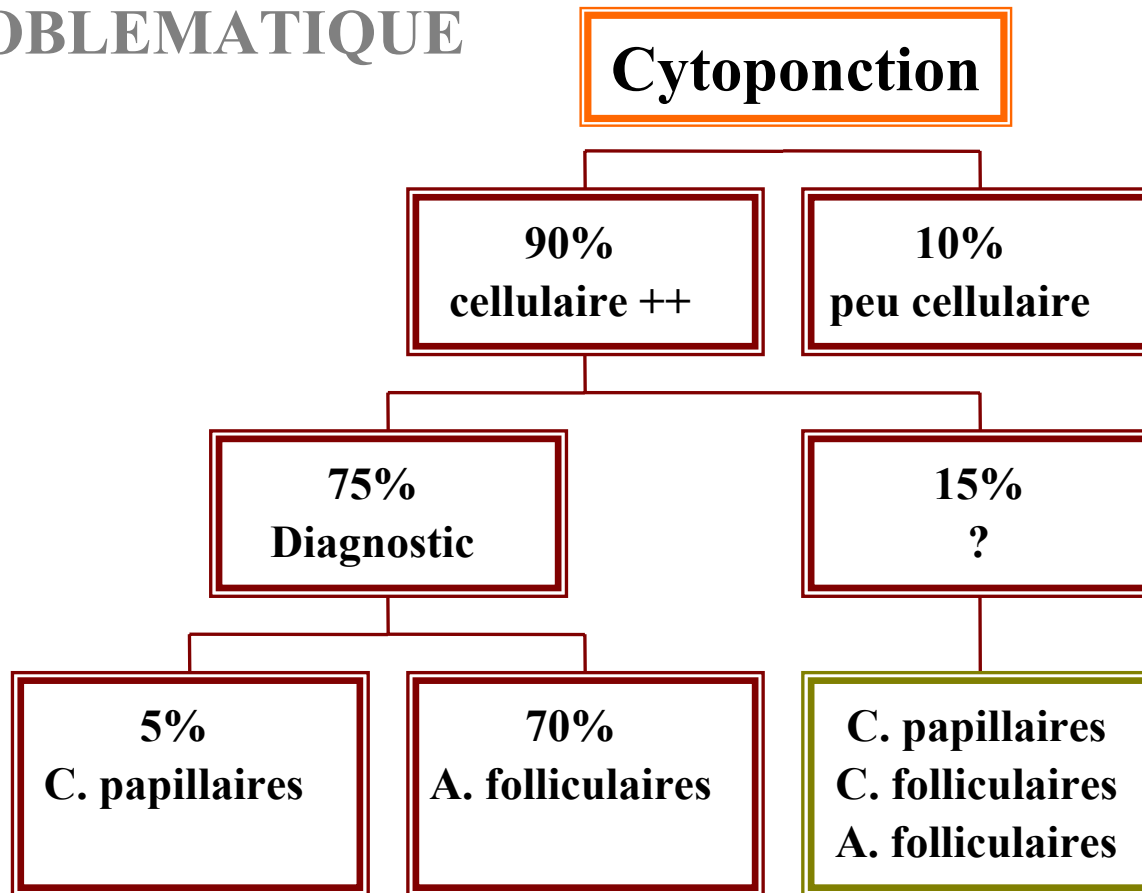 OBLEMATIQUE
Cytoponction
90%
cellulaire ++
10%
peu cellulaire
75%
Diagnostic
15%
?
5%
C. papillaires
70%
A. folliculaires
C. papillaires
C. folliculaires
A. folliculaires